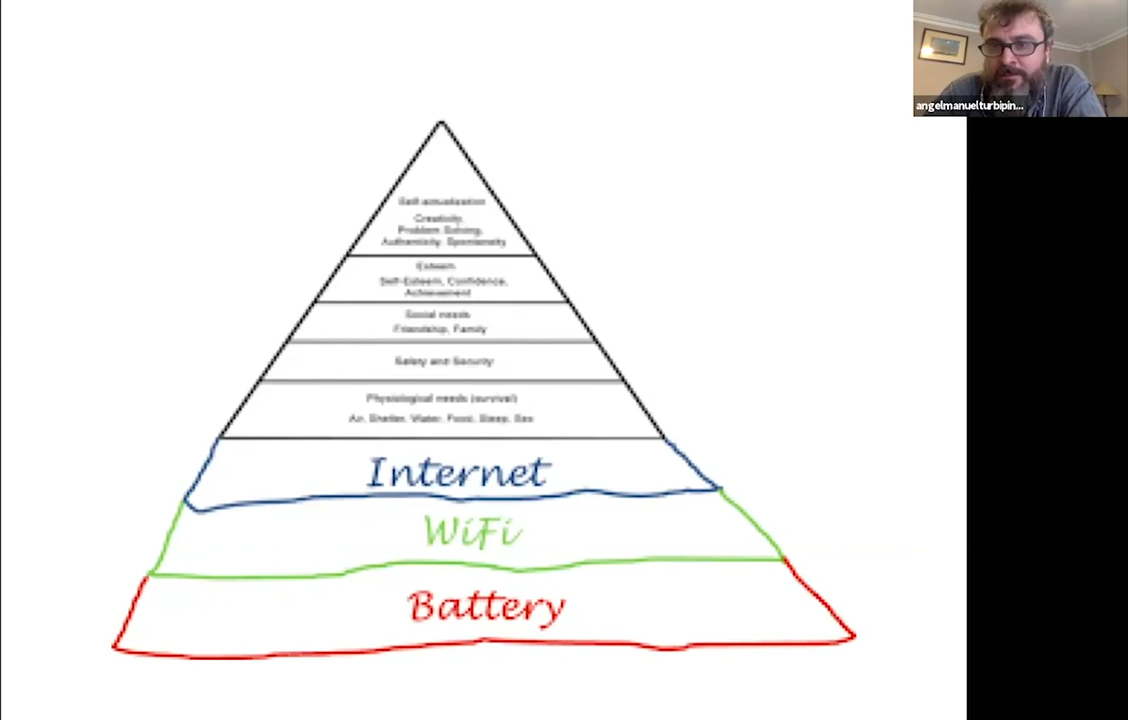 angelmanuelturbipin...
Self-actualization
Creativity,
Problem Solving,
Authenticity, Spontaneity
Esteem
Self-Esteem, Confidence,
Achievement
Social needs
Friendship, Family
Safety and Security
Physiological needs (survival)
Air, Shelter, Water, Food, Sleep, Sex
Internet
WiFi
Battery